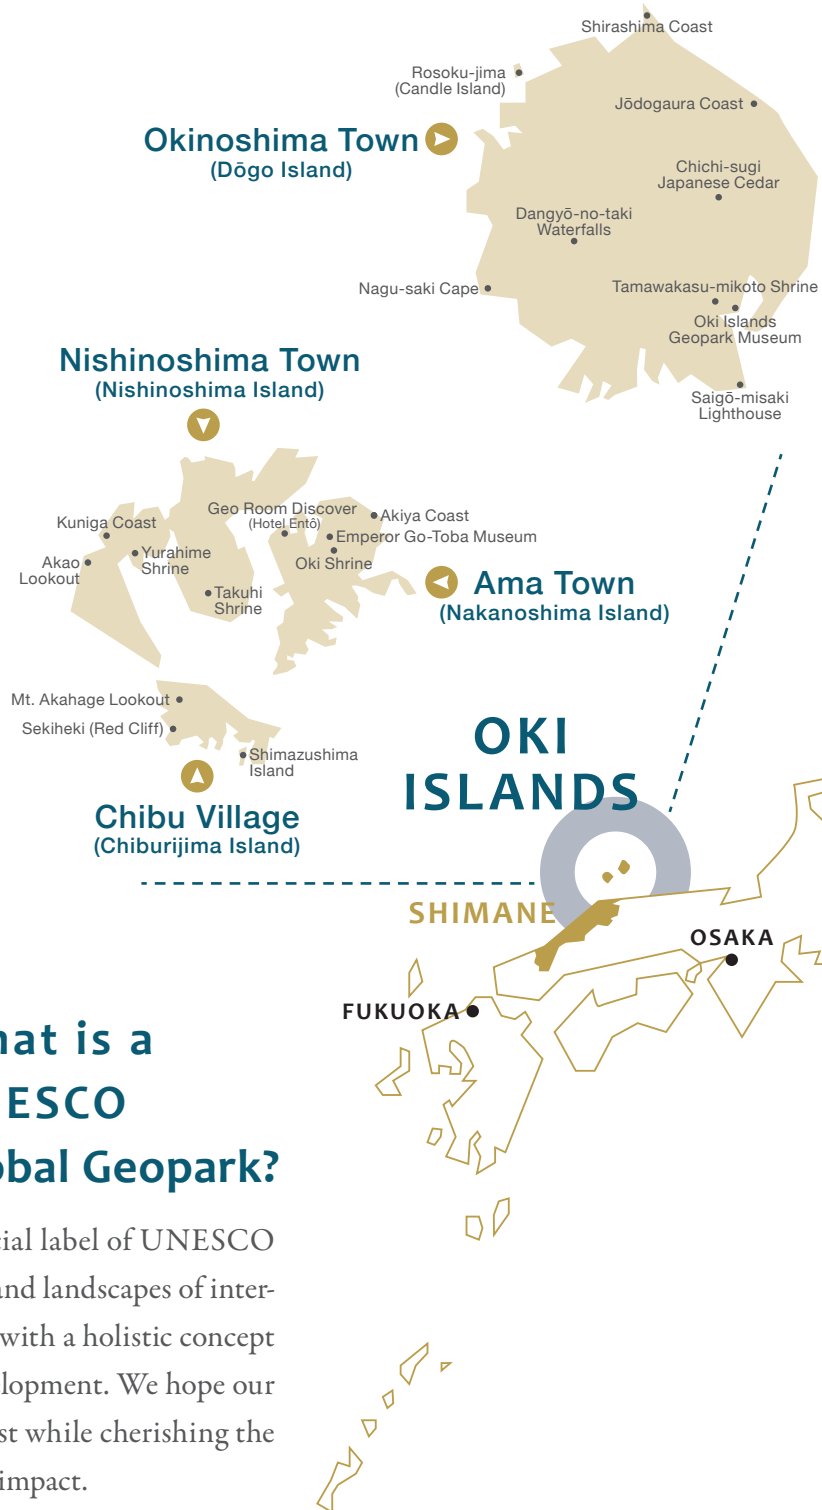 Shirashima Coast
Rosoku-jima
(Candle Island)
Jōdogaura Coast
Okinoshima Town
(Dōgo Island)
Chichi-sugi
Japanese Cedar
Dangyō-no-taki
Waterfalls
Nagu-saki Cape
Tamawakasu-mikoto Shrine
Oki Islands
Geopark Museum
Saigō-misaki
Lighthouse
Nishinoshima Town
(Nishinoshima Island)
Geo Room Discover
(Hotel Entô)
Akiya Coast
Kuniga Coast
Emperor Go-Toba Museum
Yurahime
Shrine
Oki Shrine
Akao
Lookout
Takuhi
Shrine
Ama Town
(Nakanoshima Island)
Mt. Akahage Lookout
Sekiheki (Red Cliff)
Shimazushima
Island
Chibu Village
(Chiburijima Island)
OKI
ISLANDS
SHIMANE
OSAKA
FUKUOKA
hat is a
ESCO
obal Geopark?
cial label of UNESCO
and landscapes of inter-
with a holistic concept
elopment. We hope our
st while cherishing the
impact.